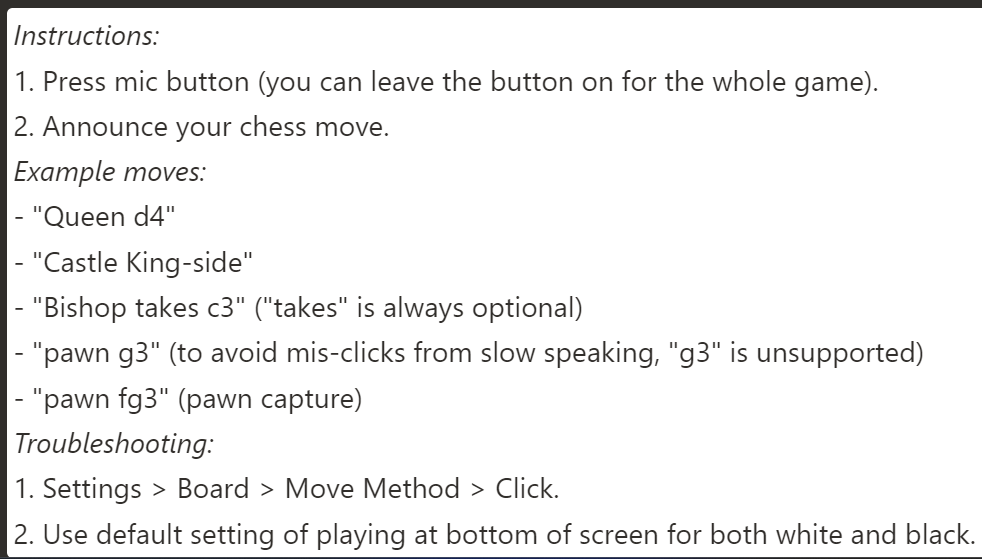 Instructions:
1. Press mic button (you can leave the button on for the whole game).
2. Announce your chess move.
Example moves:
- "Queen d4"
- "Castle King-side"
- "Bishop takes c3" ("takes" is always optional)
- "pawn g3" (to avoid mis-clicks from slow speaking, "g3" is unsupported)
- "pawn fg3" (pawn capture)
Troubleshooting:
1. Settings > Board > Move Method > Click.
2. Use default setting of playing at bottom of screen for both white and black.